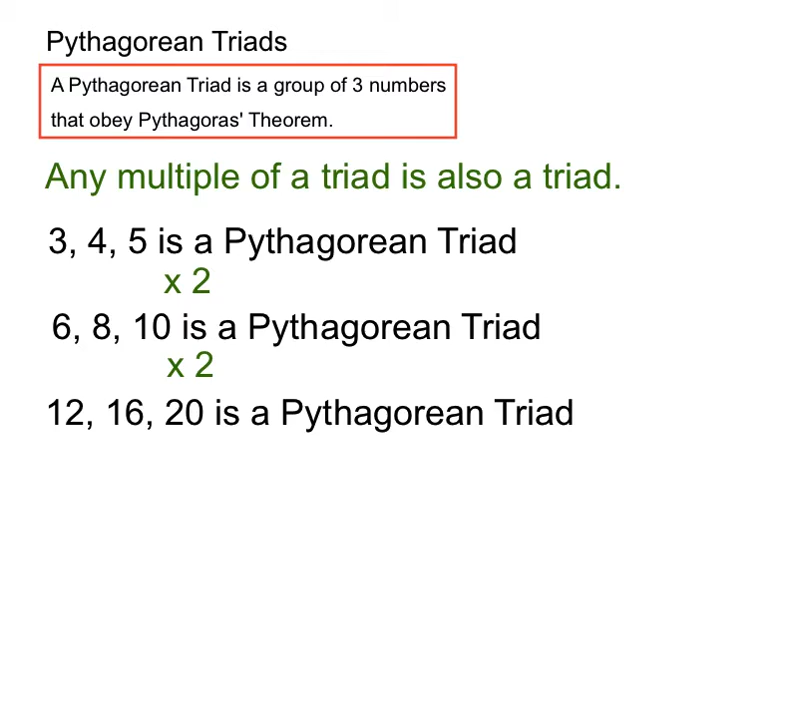 Pythagorean Triads
A Pythagorean Triad is a group of 3 numbers
that obey Pythagoras' Theorem.
Any multiple of a triad is also a triad.
3, 4, 5 is a Pythagorean Triad
x 2
6, 8, 10 is a Pythagorean Triad
x 2
12, 16, 20 is a Pythagorean Triad